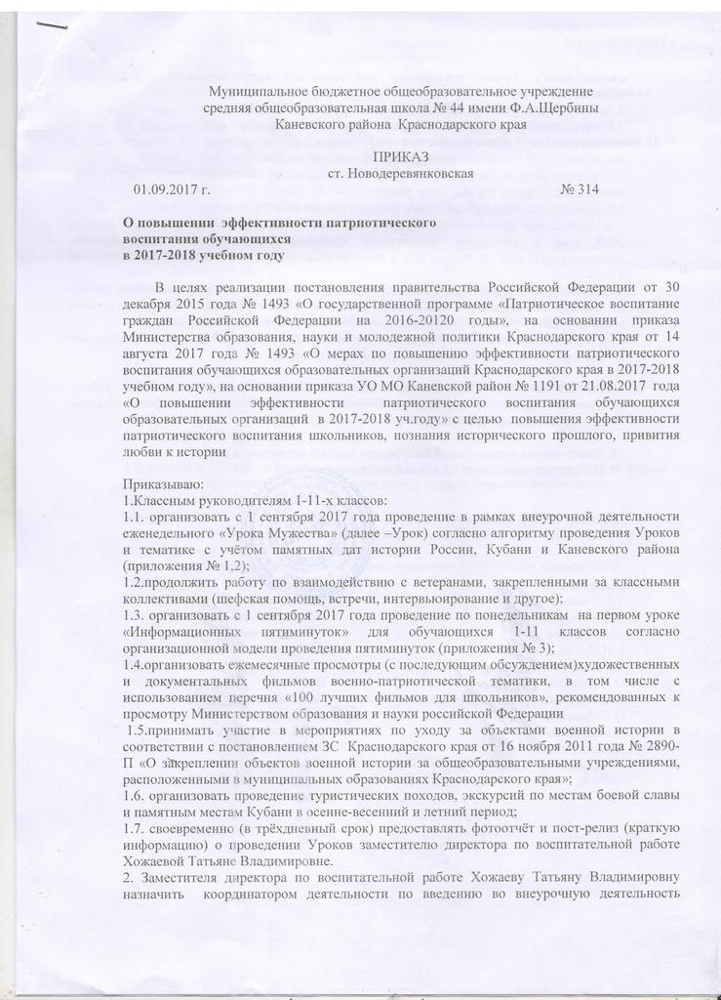 Муниципальное бюджетное общеобразовательное учреждение
средняя общеобразовательная школа № 44 имени Ф.А.Щербины
Каневского района Краснодарского края
ПРИКАЗ
ст. Новодеревянковская
01.09.2017 г. № 314
О повышении эффективности патриотического
воспитания обучающихся
в 2017-2018 учебном году
В целях реализации постановления правительства Российской Федерации от 30
декабря 2015 года № 1493 «О государственной программе «Патриотическое воспитание
граждан Российской Федерации на 2016-20120 годы», на основании приказа
Министерства образования, науки и молодежной политики Краснодарского края от 14
августа 2017 года № 1493 «О мерах по повышению эффективности патриотического
воспитания обучающихся образовательных организаций Краснодарского края в 2017-2018
учебном году», на основании приказа УО МО Каневской район № 1191 от 21.08.2017 года
«О повышении эффективности патриотического воспитания обучающихся
образовательных организаций в 2017-2018 уч.году» с целью повышения эффективности
патриотического воспитания школьников, познания исторического прошлого, привития
любви к истории
Приказываю:
1.Классным руководителям 1-11-х классов:
1.1. организовать с 1 сентября 2017 года проведение в рамках внеурочной деятельности
еженедельного «Урока Мужества» (далее –Урок) согласно алгоритму проведения Уроков
и тематике с учётом памятных дат истории России, Кубани и Каневского района
(приложения № 1,2);
1.2.продолжить работу по взаимодействию с ветеранами, закрепленными за классными
коллективами (шефская помощь, встречи, интервьюирование и другое);
1.3. организовать с 1 сентября 2017 года проведение по понедельникам на первом уроке
«Информационных пятиминуток» для обучающихся 1-11 классов согласно
организационной модели проведения пятиминуток (приложения № 3);
1.4.организовать ежемесячные просмотры (с последующим обсуждением)художественных
и документальных фильмов военно-патриотической тематики, в том числе с
использованием перечня «100 лучших фильмов для школьников», рекомендованных к
просмотру Министерством образования и науки российской Федерации
1.5.принимать участие в мероприятиях по уходу за объектами военной истории в
соответствии с постановлением ЗС Краснодарского края от 16 ноября 2011 года № 2890-
П «О закреплении объектов военной истории за общеобразовательными учреждениями,
расположенными в муниципальных образованиях Краснодарского края»;
1.6. организовать проведение туристических походов, экскурсий по местам боевой славы
и памятным местам Кубани в осенне-весенний и летний период;
1.7. своевременно (в трёхдневный срок) предоставлять фотоотчёт и пост-релиз (краткую
информацию) о проведении Уроков заместителю директора по воспитательной работе
Хожаевой Татьяне Владимировне.
2. Заместителя директора по воспитательной работе Хожаеву Татьяну Владимировну
назначить координатором деятельности по введению во внеурочную деятельность